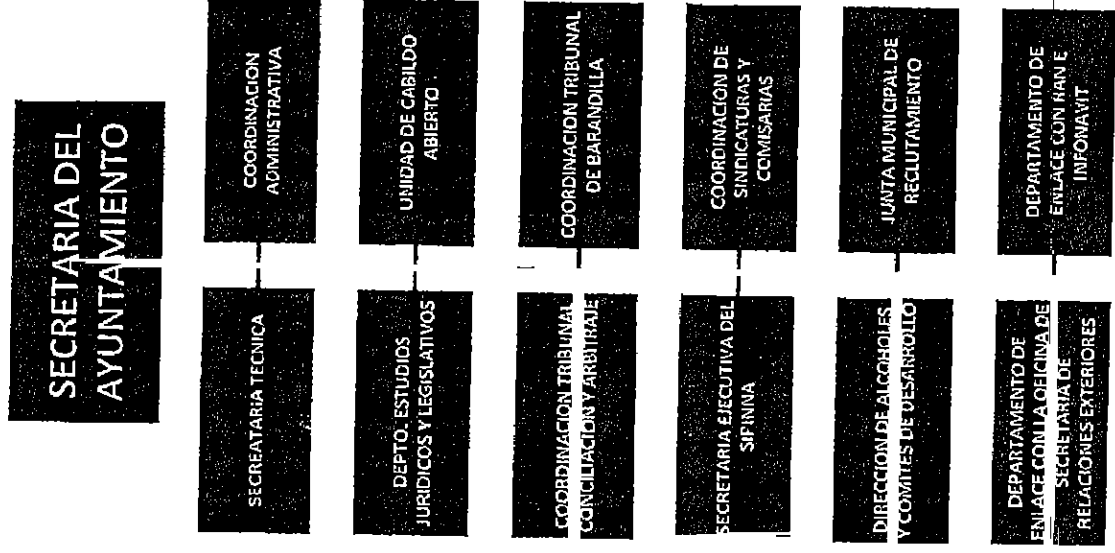 SECRETARIA DEL
AYUNTAMIENTO
SECREATARIA TECNICA
COORDINACION
ADMINISTRATIVA
DEPTO. ESTUDIOS
JURIDICOS Y LEGISLATIVOS
UNIDAD DE CABILDO
ABIERTO
COORDINACION TRIBUNAL
CONCILIACION Y ARBITRAJE
COORDINACION TRIBUNAL
DE BARANDILLA
SECRETARIA EJECUTIVA DEL
SIPINNA
COORDINACION DE
SINDICATURAS Y
COMISARIAS
DIRECCION DE ALCOHOLES
Y COMITES DE DESARROLLO
JUNTA MUNICIPAL DE
RECLUTAMIENTO
DEPARTAMENTO DE
ENLACE CON LA OFICINA DE
SECRETARIA DE
RELACIONES EXTERIORES
DEPARTAMENTO DE
ENLACE CON RAN E
INFONAVIT